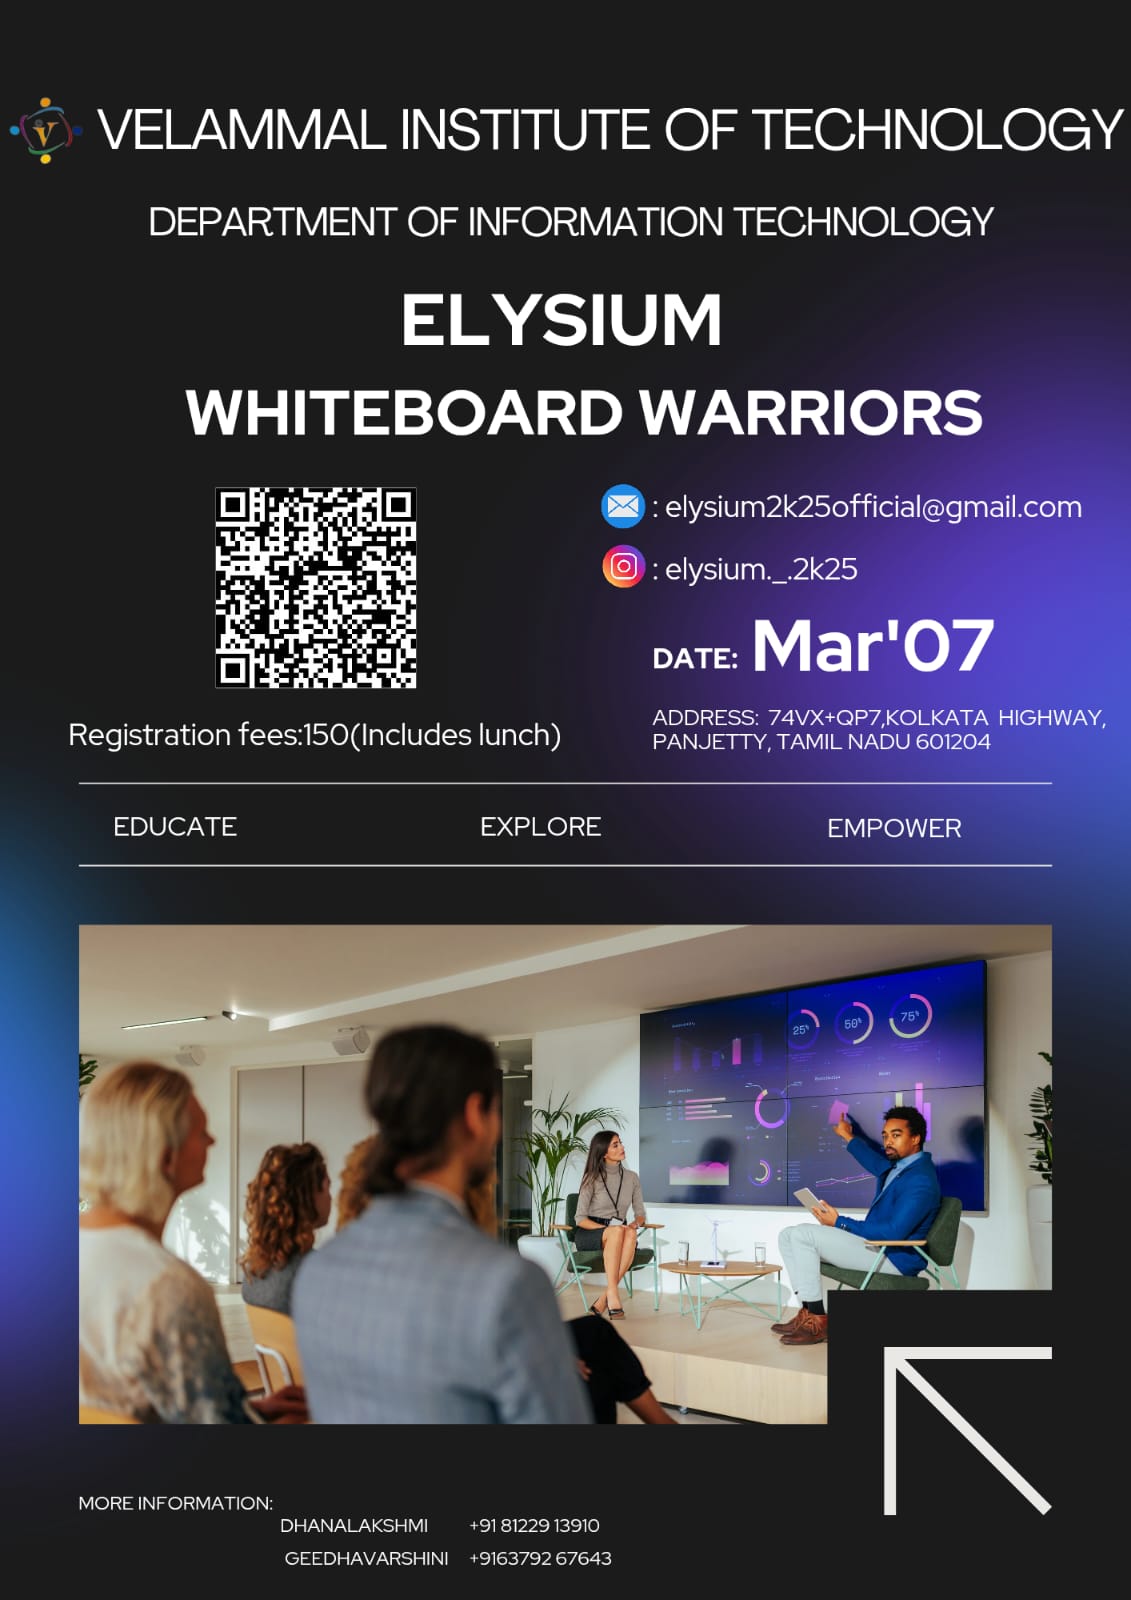 VELAMMAL INSTITUTE OF TECHNOLOGY
DEPARTMENT OF INFORMATION TECHNOLOGY
ELYSIUM
WHITEBOARD WARRIORS
: elysium2k25official@gmail.com
: elysium._.2k25
DATE: Mar'07
ADDRESS: 74VX+QP7,KOLKATA HIGHWAY,
PANJETTY, TAMIL NADU 601204
Registration fees:150(Includes lunch)
EDUCATE EXPLORE EMPOWER
25% 50% 75%
MORE INFORMATION:
DHANALAKSHMI +91 81229 13910
GEEDHAVARSHINI +9163792 67643